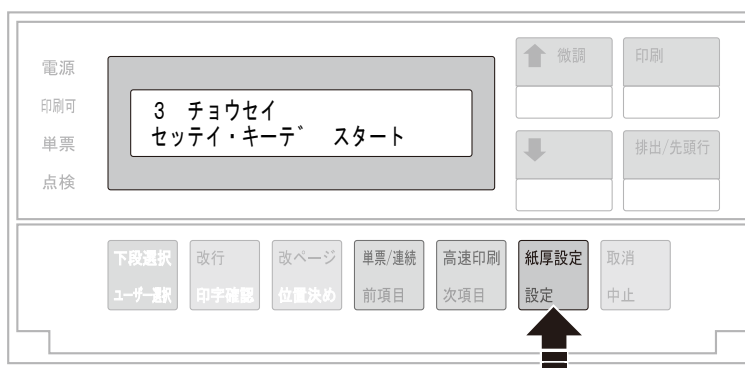 電源
印刷可
単票
点検
3 チョウセイ
セッテイ・キーデ゛ スタート
微調
印刷
排出/先頭行
下段選択
ユーザー選択
改行
印字確認
改ページ
位置決め
単票/連続
前項目
高速印刷
次項目
紙厚設定
設定
取消
中止